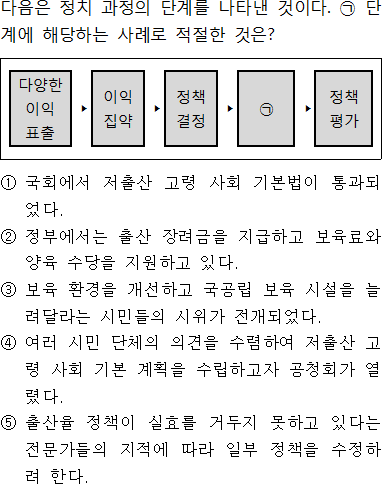 다음은 정치 과정의 단계를 나타낸 것이다. ㉠ 단
계에 해당하는 사례로 적절한 것은?
다양한
이익
표출
▶
이익
집약
▶
정책
결정
▶
㉠
▶
정책
평가
① 국회에서 저출산 고령 사회 기본법이 통과되
었다.
② 정부에서는 출산 장려금을 지급하고 보육료와
양육 수당을 지원하고 있다.
③ 보육 환경을 개선하고 국공립 보육 시설을 늘
려달라는 시민들의 시위가 전개되었다.
④ 여러 시민 단체의 의견을 수렴하여 저출산 고
령 사회 기본 계획을 수립하고자 공청회가 열
렸다.
⑤ 출산율 정책이 실효를 거두지 못하고 있다는
전문가들의 지적에 따라 일부 정책을 수정하
려 한다.